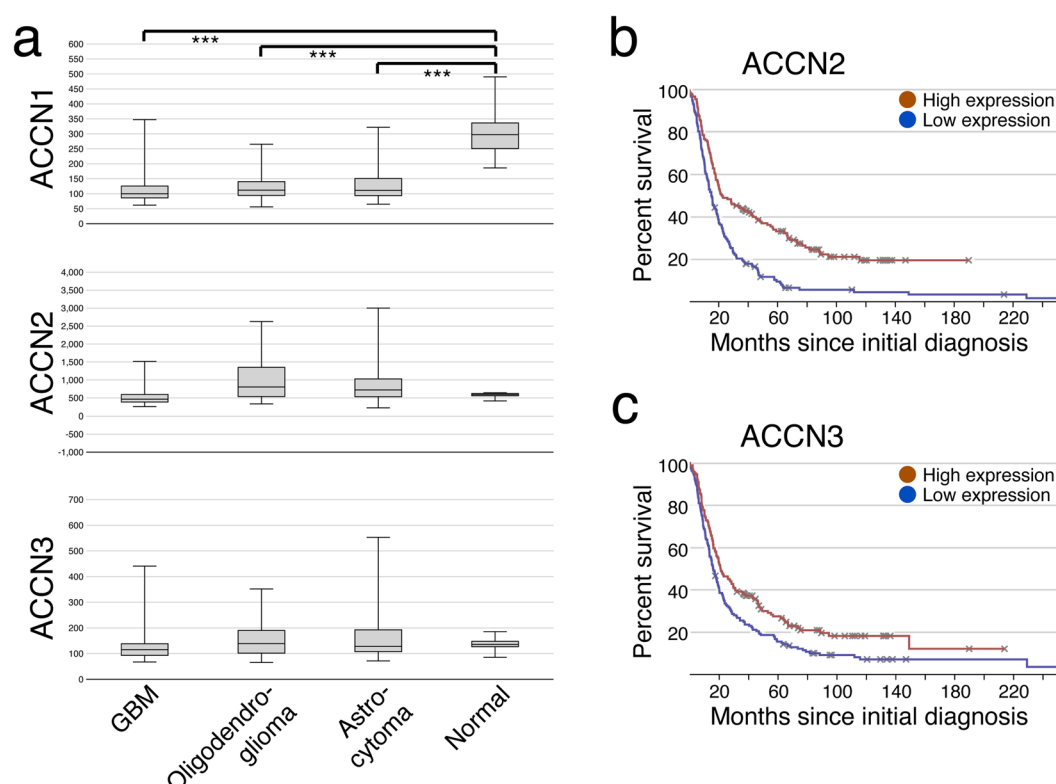 a
ACCN1
600
550
500
450
400
350
300
250
200
150
100
50
0
***
***
***
ACCN2
4,000
3,500
3,000
2,500
2,000
1,500
1,000
500
0
-500
-1,000
ACCN3
700
600
500
400
300
200
100
0
GBM
Oligodendro-
glioma
Astro-
cytoma
Normal
b
ACCN2
High expression
Low expression
Percent survival
100
80
60
40
20
20 60 100 140 180 220
Months since initial diagnosis
c
ACCN3
High expression
Low expression
Percent survival
100
80
60
40
20
20 60 100 140 180 220
Months since initial diagnosis